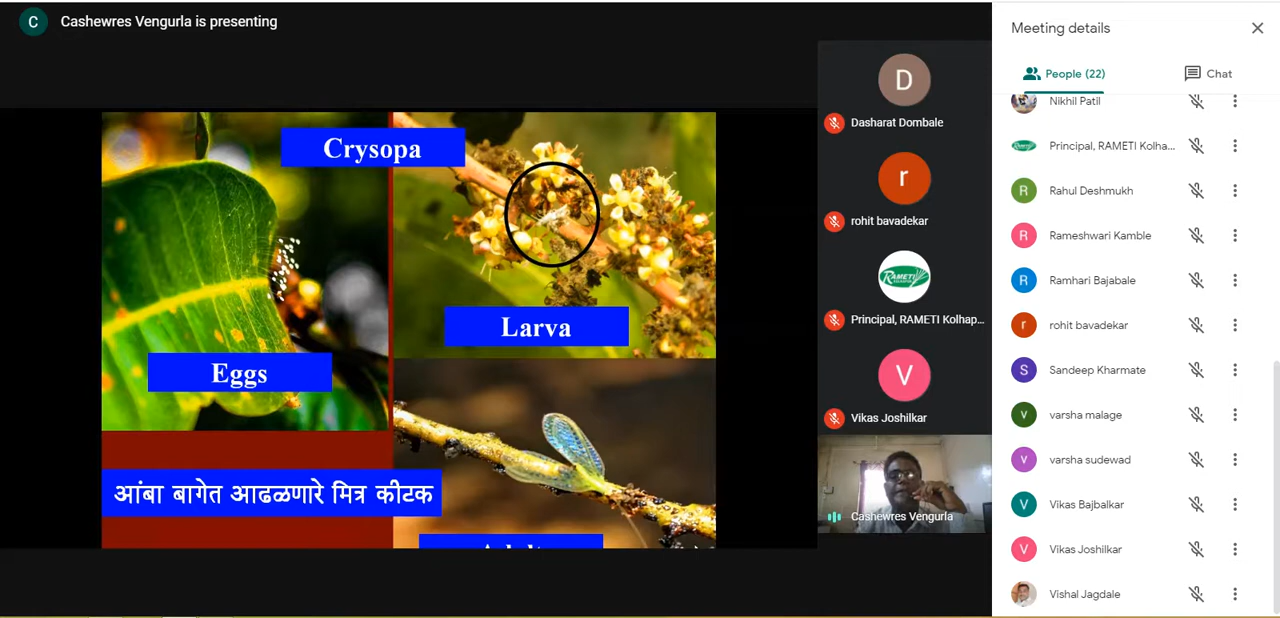 C
Cashewres Vengurla is presenting
Crysopa
Eggs
Larva
आंबा बागेत आढळणारे मित्र कीटक
D
Dasharat Dombale
r
rohit bavadekar
RAMETI
Principal, RAMETI Kolhap...
V
Vikas Joshilkar
Cashewres Vengurla
Meeting details
People (22)
Chat
Nikhil Patil
Principal, RAMETI Kolha...
R
Rahul Deshmukh
R
Rameshwari Kamble
R
Ramhari Bajabale
r
rohit bavadekar
S
Sandeep Kharmate
v
varsha malage
v
varsha sudewad
V
Vikas Bajbalkar
V
Vikas Joshilkar
Vishal Jagdale